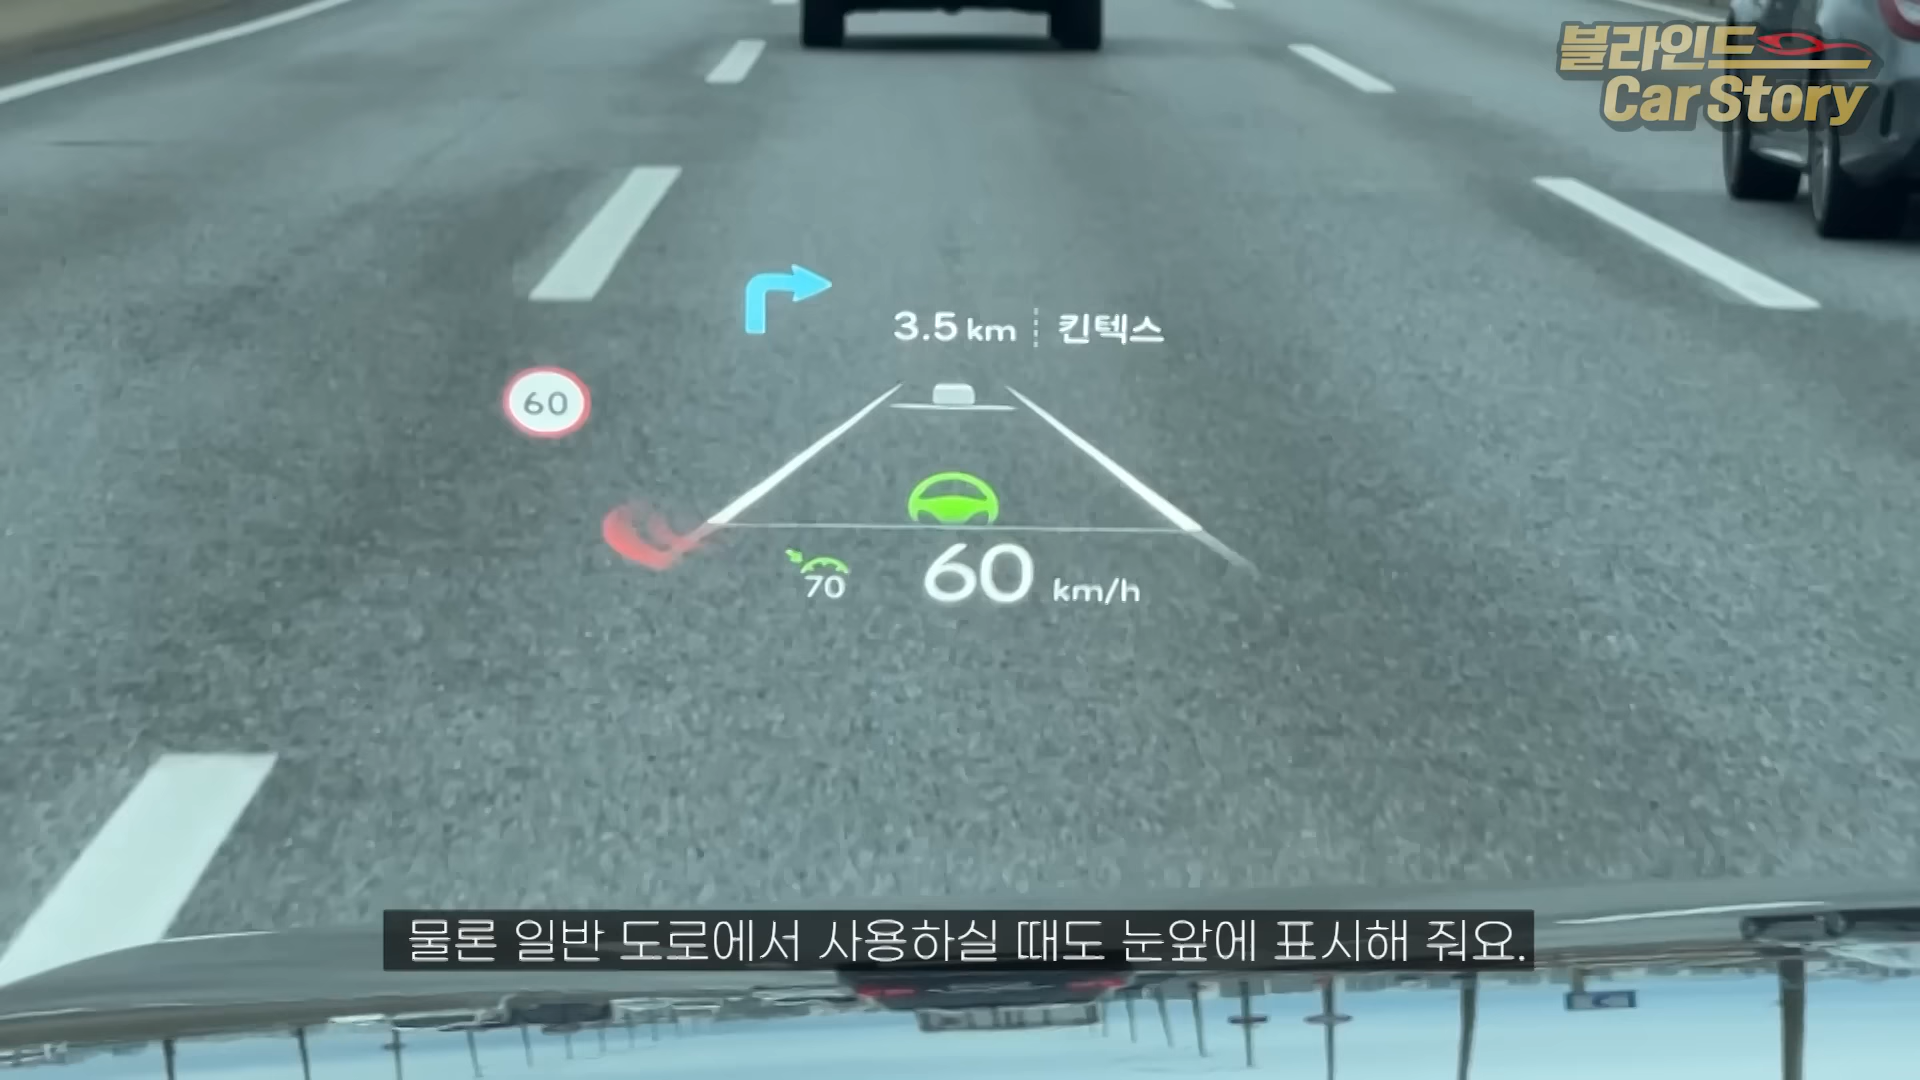 블라인드
Car Story
3.5 km 킨텍스
60
70 60 km/h
물론 일반 도로에서 사용하실 때도 눈앞에 표시해 줘요.